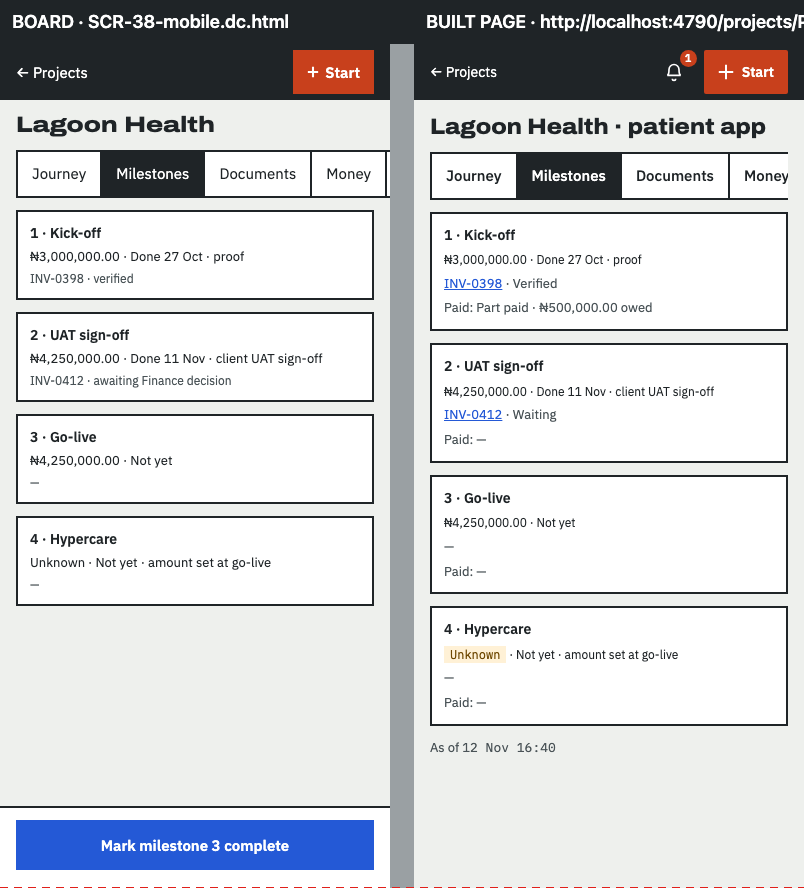 BOARD · SCR-38-mobile.dc.html
← Projects
+ Start
Lagoon Health
Journey
Milestones
Documents
Money
1 · Kick-off
₦3,000,000.00 · Done 27 Oct · proof
INV-0398 · verified
2 · UAT sign-off
₦4,250,000.00 · Done 11 Nov · client UAT sign-off
INV-0412 · awaiting Finance decision
3 · Go-live
₦4,250,000.00 · Not yet
—
4 · Hypercare
Unknown · Not yet · amount set at go-live
—
Mark milestone 3 complete
BUILT PAGE · http://localhost:4790/projects/
← Projects
1
+ Start
Lagoon Health · patient app
Journey
Milestones
Documents
Money
1 · Kick-off
₦3,000,000.00 · Done 27 Oct · proof
INV-0398 · Verified
Paid: Part paid · ₦500,000.00 owed
2 · UAT sign-off
₦4,250,000.00 · Done 11 Nov · client UAT sign-off
INV-0412 · Waiting
Paid: —
3 · Go-live
₦4,250,000.00 · Not yet
—
Paid: —
4 · Hypercare
Unknown · Not yet · amount set at go-live
—
Paid: —
As of 12 Nov 16:40